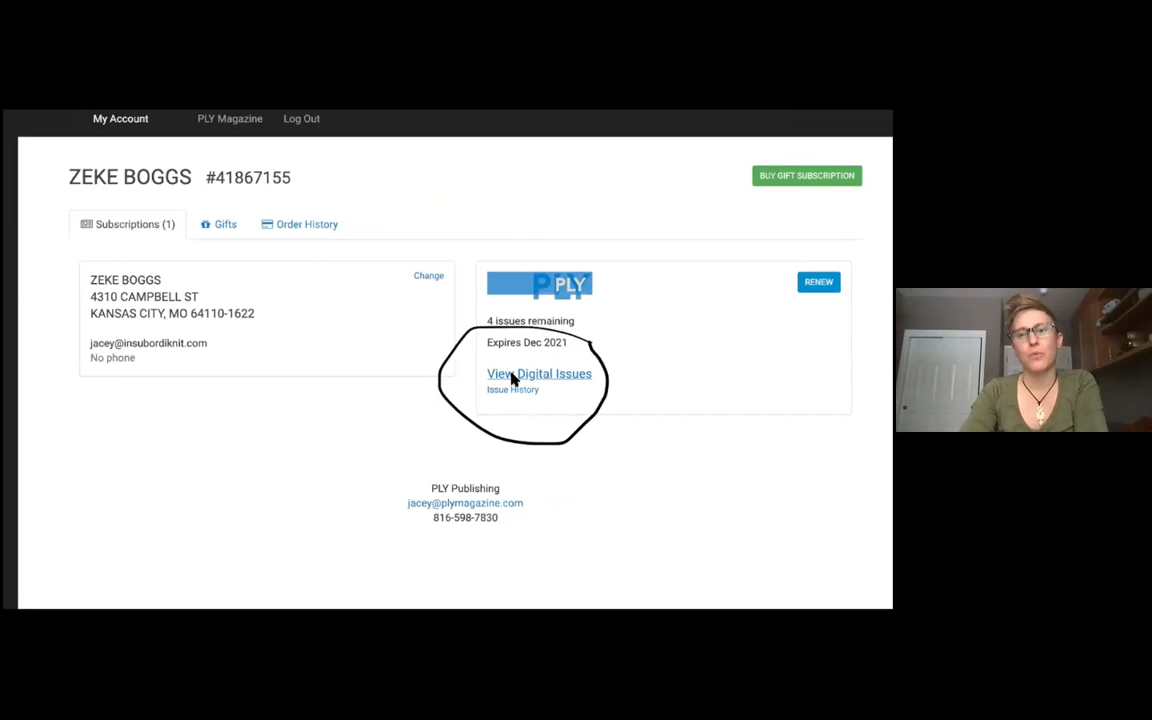 My Account PLY Magazine Log Out
ZEKE BOGGS #41867155
BUY GIFT SUBSCRIPTION
Subscriptions (1) Gifts Order History
ZEKE BOGGS
4310 CAMPBELL ST
KANSAS CITY, MO 64110-1622
jacey@insubordiknit.com
No phone
Change
PLY
RENEW
4 issues remaining
Expires Dec 2021
View Digital Issues
Issue History
PLY Publishing
jacey@plymagazine.com
816-598-7830